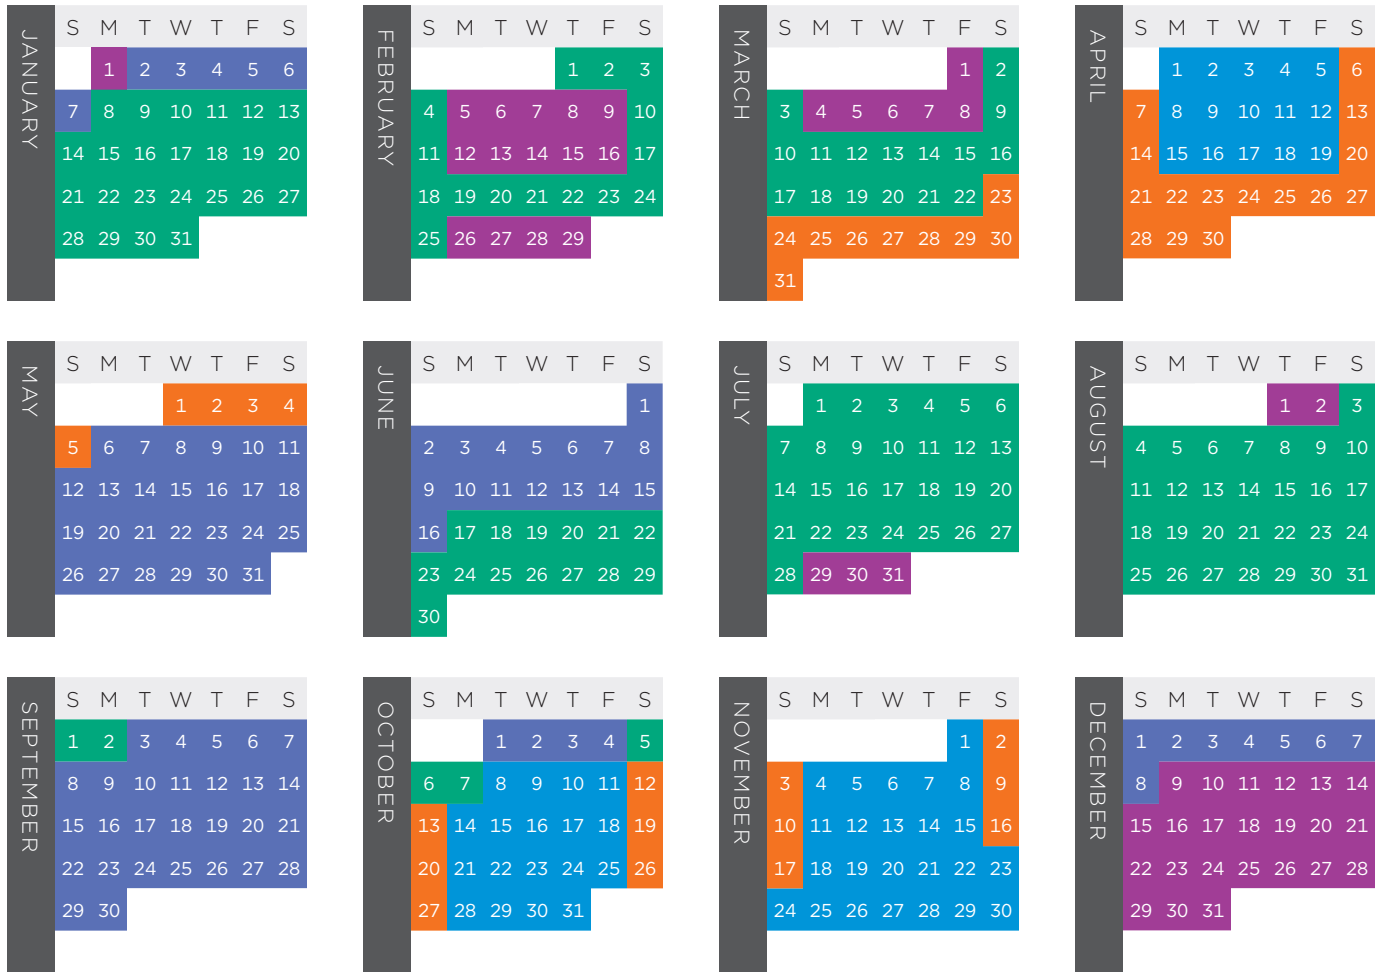 JANUARY
S M T W T F S
1 2 3 4 5 6
7 8 9 10 11 12 13
14 15 16 17 18 19 20
21 22 23 24 25 26 27
28 29 30 31
FEBRUARY
S M T W T F S
1 2 3
4 5 6 7 8 9 10
11 12 13 14 15 16 17
18 19 20 21 22 23 24
25 26 27 28 29
MARCH
S M T W T F S
1 2
3 4 5 6 7 8 9
10 11 12 13 14 15 16
17 18 19 20 21 22 23
24 25 26 27 28 29 30
31
APRIL
S M T W T F S
1 2 3 4 5 6
7 8 9 10 11 12 13
14 15 16 17 18 19 20
21 22 23 24 25 26 27
28 29 30
MAY
S M T W T F S
1 2 3 4
5 6 7 8 9 10 11
12 13 14 15 16 17 18
19 20 21 22 23 24 25
26 27 28 29 30 31
JUNE
S M T W T F S
1
2 3 4 5 6 7 8
9 10 11 12 13 14 15
16 17 18 19 20 21 22
23 24 25 26 27 28 29
30
JULY
S M T W T F S
1 2 3 4 5 6
7 8 9 10 11 12 13
14 15 16 17 18 19 20
21 22 23 24 25 26 27
28 29 30 31
AUGUST
S M T W T F S
1 2 3
4 5 6 7 8 9 10
11 12 13 14 15 16 17
18 19 20 21 22 23 24
25 26 27 28 29 30 31
SEPTEMBER
S M T W T F S
1 2 3 4 5 6 7
8 9 10 11 12 13 14
15 16 17 18 19 20 21
22 23 24 25 26 27 28
29 30
OCTOBER
S M T W T F S
1 2 3 4 5
6 7 8 9 10 11 12
13 14 15 16 17 18 19
20 21 22 23 24 25 26
27 28 29 30 31
NOVEMBER
S M T W T F S
1 2
3 4 5 6 7 8 9
10 11 12 13 14 15 16
17 18 19 20 21 22 23
24 25 26 27 28 29 30
DECEMBER
S M T W T F S
1 2 3 4 5 6 7
8 9 10 11 12 13 14
15 16 17 18 19 20 21
22 23 24 25 26 27 28
29 30 31